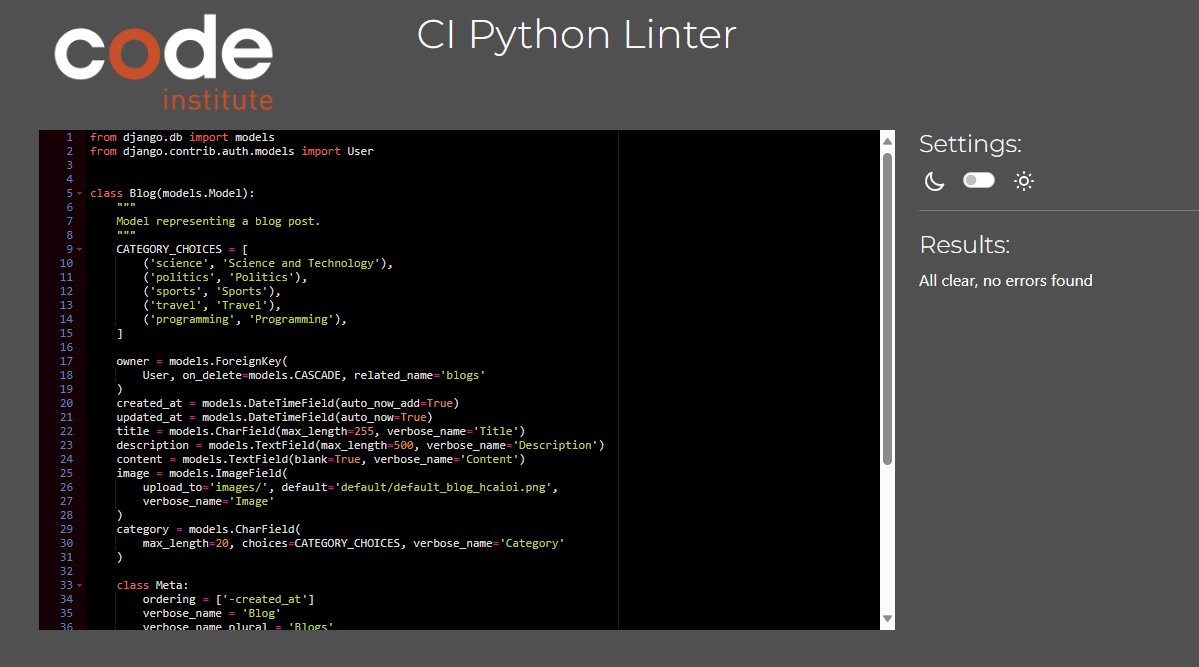 code
institute
CI Python Linter
1 from django.db import models
2 from django.contrib.auth.models import User
3
4
5 class Blog(models.Model):
6     """
7     Model representing a blog post.
8     """
9     CATEGORY_CHOICES = [
10         ('science', 'Science and Technology'),
11         ('politics', 'Politics'),
12         ('sports', 'Sports'),
13         ('travel', 'Travel'),
14         ('programming', 'Programming'),
15     ]
16
17     owner = models.ForeignKey(
18         User, on_delete=models.CASCADE, related_name='blogs'
19     )
20     created_at = models.DateTimeField(auto_now_add=True)
21     updated_at = models.DateTimeField(auto_now=True)
22     title = models.CharField(max_length=255, verbose_name='Title')
23     description = models.TextField(max_length=500, verbose_name='Description')
24     content = models.TextField(blank=True, verbose_name='Content')
25     image = models.ImageField(
26         upload_to='images/', default='default/default_blog_hcaioi.png',
27         verbose_name='Image'
28     )
29     category = models.CharField(
30         max_length=20, choices=CATEGORY_CHOICES, verbose_name='Category'
31     )
32
33     class Meta:
34         ordering = ['-created_at']
35         verbose_name = 'Blog'
36         verbose_name_plural = 'Blogs'
Settings:
Results:
All clear, no errors found